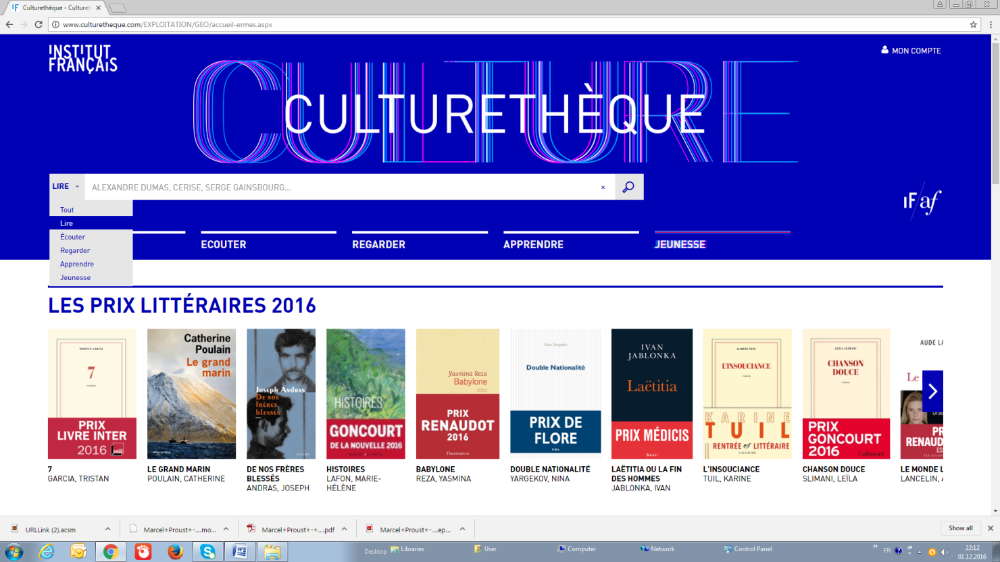 Culturethèque - Culturet
www.culturetheque.com/EXPLOITATION/GEO/accueil-ermes.aspx
INSTITUT
FRANÇAIS
MON COMPTE
CULTURE
CULTURETHÈQUE
LIRE
ALEXANDRE DUMAS, CERISE, SERGE GAINSBOURG...
Tout
Lire
Écouter
Regarder
Apprendre
Jeunesse
IF/af
ECOUTER
REGARDER
APPRENDRE
JEUNESSE
LES PRIX LITTÉRAIRES 2016
TRISTAN GARCIA
7
PRIX
LIVRE INTER
2016 inter
Catherine
Poulain
Le grand
marin
Joseph Andras
De nos
frères
blessés
HISTOIRES
GONCOURT
DE LA NOUVELLE 2016
Yasmina Reza
Babylone
PRIX
RENAUDOT
2016
Flammarion
Nina Yargekov
Double Nationalité
PRIX DE
FLORE
P.O.L
IVAN
JABLONKA
Laëtitia
PRIX MÉDICIS
Seuil
KARINE TUIL
L'INSOUCIANCE
ROMAN
KARINE
TUIL
RENTRÉE LITTÉRAIRE
GALLIMARD
LEÏLA SLIMANI
CHANSON
DOUCE
ROMAN
PRIX
GONCOURT
2016
Gallimard
AUDE LA
Le
PR
RENAUD
ES
7
GARCIA, TRISTAN
LE GRAND MARIN
POULAIN, CATHERINE
DE NOS FRÈRES
BLESSÉS
ANDRAS, JOSEPH
HISTOIRES
LAFON, MARIE-
HÉLÈNE
BABYLONE
REZA, YASMINA
DOUBLE NATIONALITÉ
YARGEKOV, NINA
LAËTITIA OU LA FIN
DES HOMMES
JABLONKA, IVAN
L'INSOUCIANCE
TUIL, KARINE
CHANSON DOUCE
SLIMANI, LEÏLA
LE MONDE L
LANCELIN, A
URLLink (2).acsm
Marcel+Proust+-....mo...
Marcel+Proust+-+....pdf
Marcel+Proust+-....ep...
Show all
Desktop
Libraries
User
Computer
Network
Control Panel
FR
22:12
01.12.2016